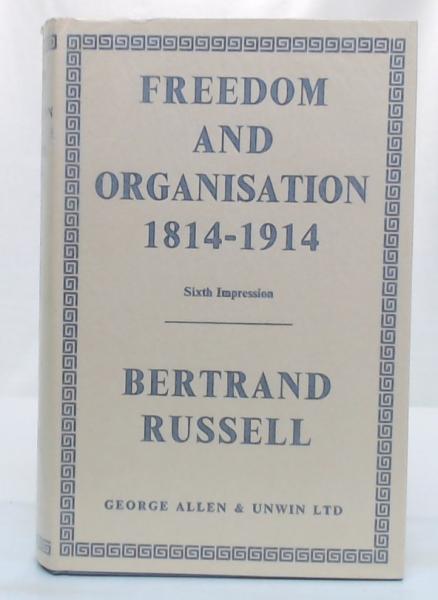 FREEDOM
AND
ORGANISATION
1814-1914
Sixth Impression
BERTRAND
RUSSELL
GEORGE ALLEN & UNWIN LTD